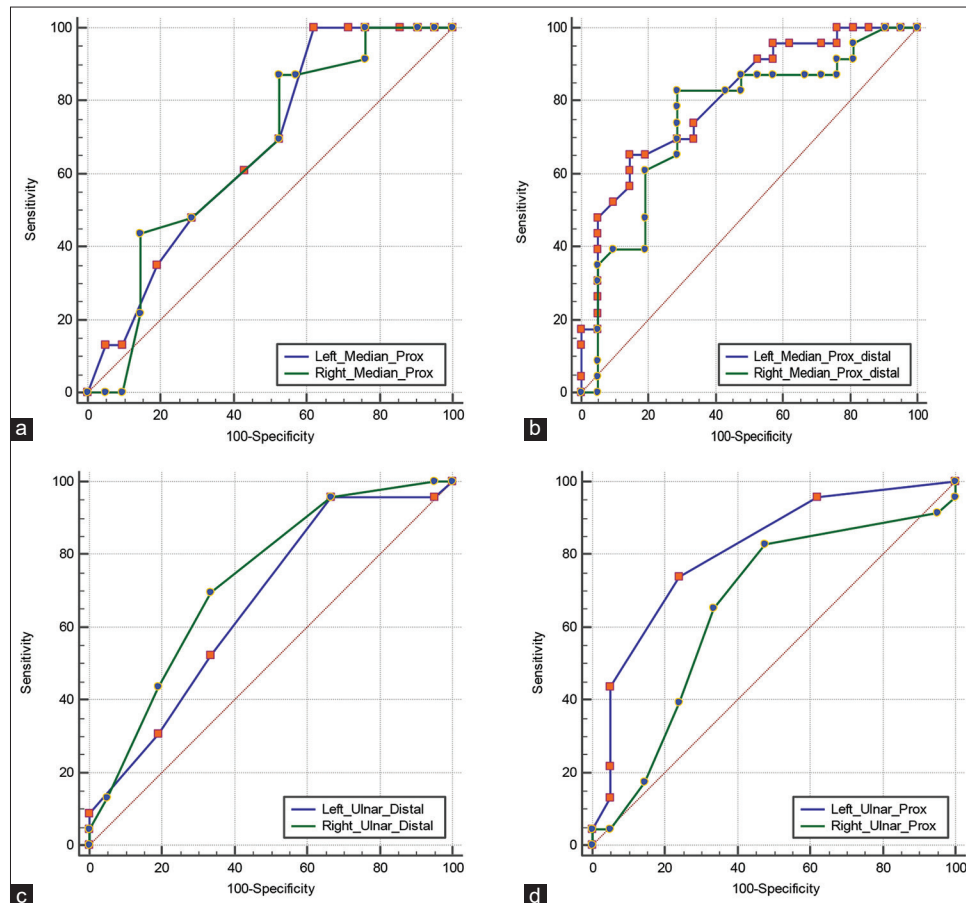 100
80
60
40
20
0
Sensitivity
0 20 40 60 80 100
100-Specificity
Left_Median_Prox
Right_Median_Prox
a
100
80
60
40
20
0
Sensitivity
0 20 40 60 80 100
100-Specificity
Left_Median_Prox_distal
Right_Median_Prox_distal
b
100
80
60
40
20
0
Sensitivity
0 20 40 60 80 100
100-Specificity
Left_Ulnar_Distal
Right_Ulnar_Distal
c
100
80
60
40
20
0
Sensitivity
0 20 40 60 80 100
100-Specificity
Left_Ulnar_Prox
Right_Ulnar_Prox
d